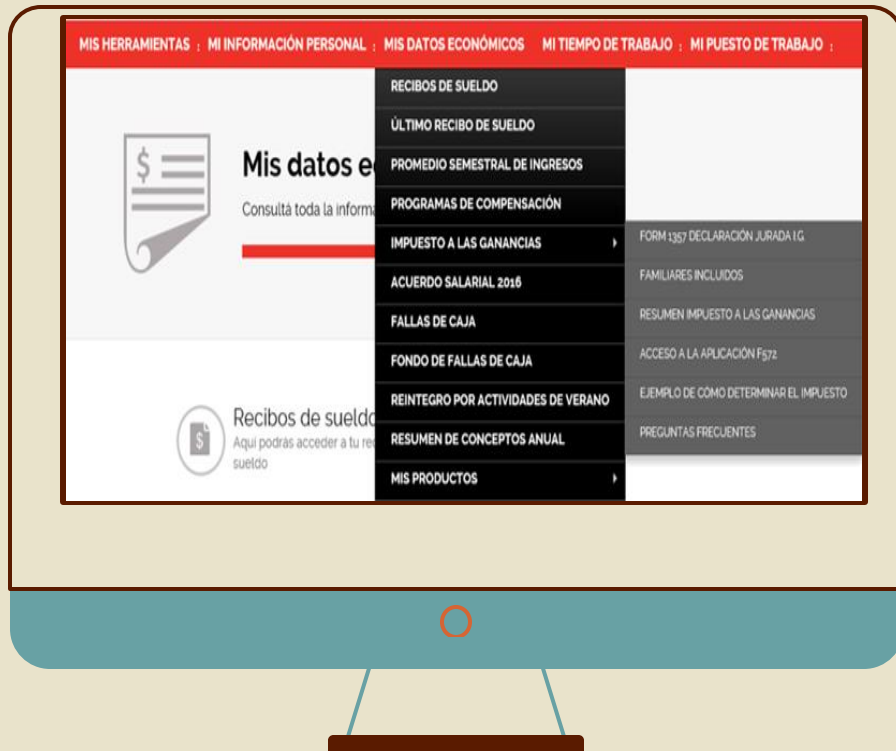 MIS HERRAMIENTAS : MI INFORMACIÓN PERSONAL : MIS DATOS ECONÓMICOS MI TIEMPO DE TRABAJO : MI PUESTO DE TRABAJO :
Mis datos e
Consultá toda la informa
RECIBOS DE SUELDO
ÚLTIMO RECIBO DE SUELDO
PROMEDIO SEMESTRAL DE INGRESOS
PROGRAMAS DE COMPENSACIÓN
IMPUESTO A LAS GANANCIAS
ACUERDO SALARIAL 2016
FALLAS DE CAJA
FONDO DE FALLAS DE CAJA
REINTEGRO POR ACTIVIDADES DE VERANO
RESUMEN DE CONCEPTOS ANUAL
MIS PRODUCTOS
FORM 1357 DECLARACIÓN JURADA I.G.
FAMILIARES INCLUIDOS
RESUMEN IMPUESTO A LAS GANANCIAS
ACCESO A LA APLICACIÓN F572
EJEMPLO DE CÓMO DETERMINAR EL IMPUESTO
PREGUNTAS FRECUENTES
Recibos de sueldo
Aquí podrás acceder a tu re
sueldo